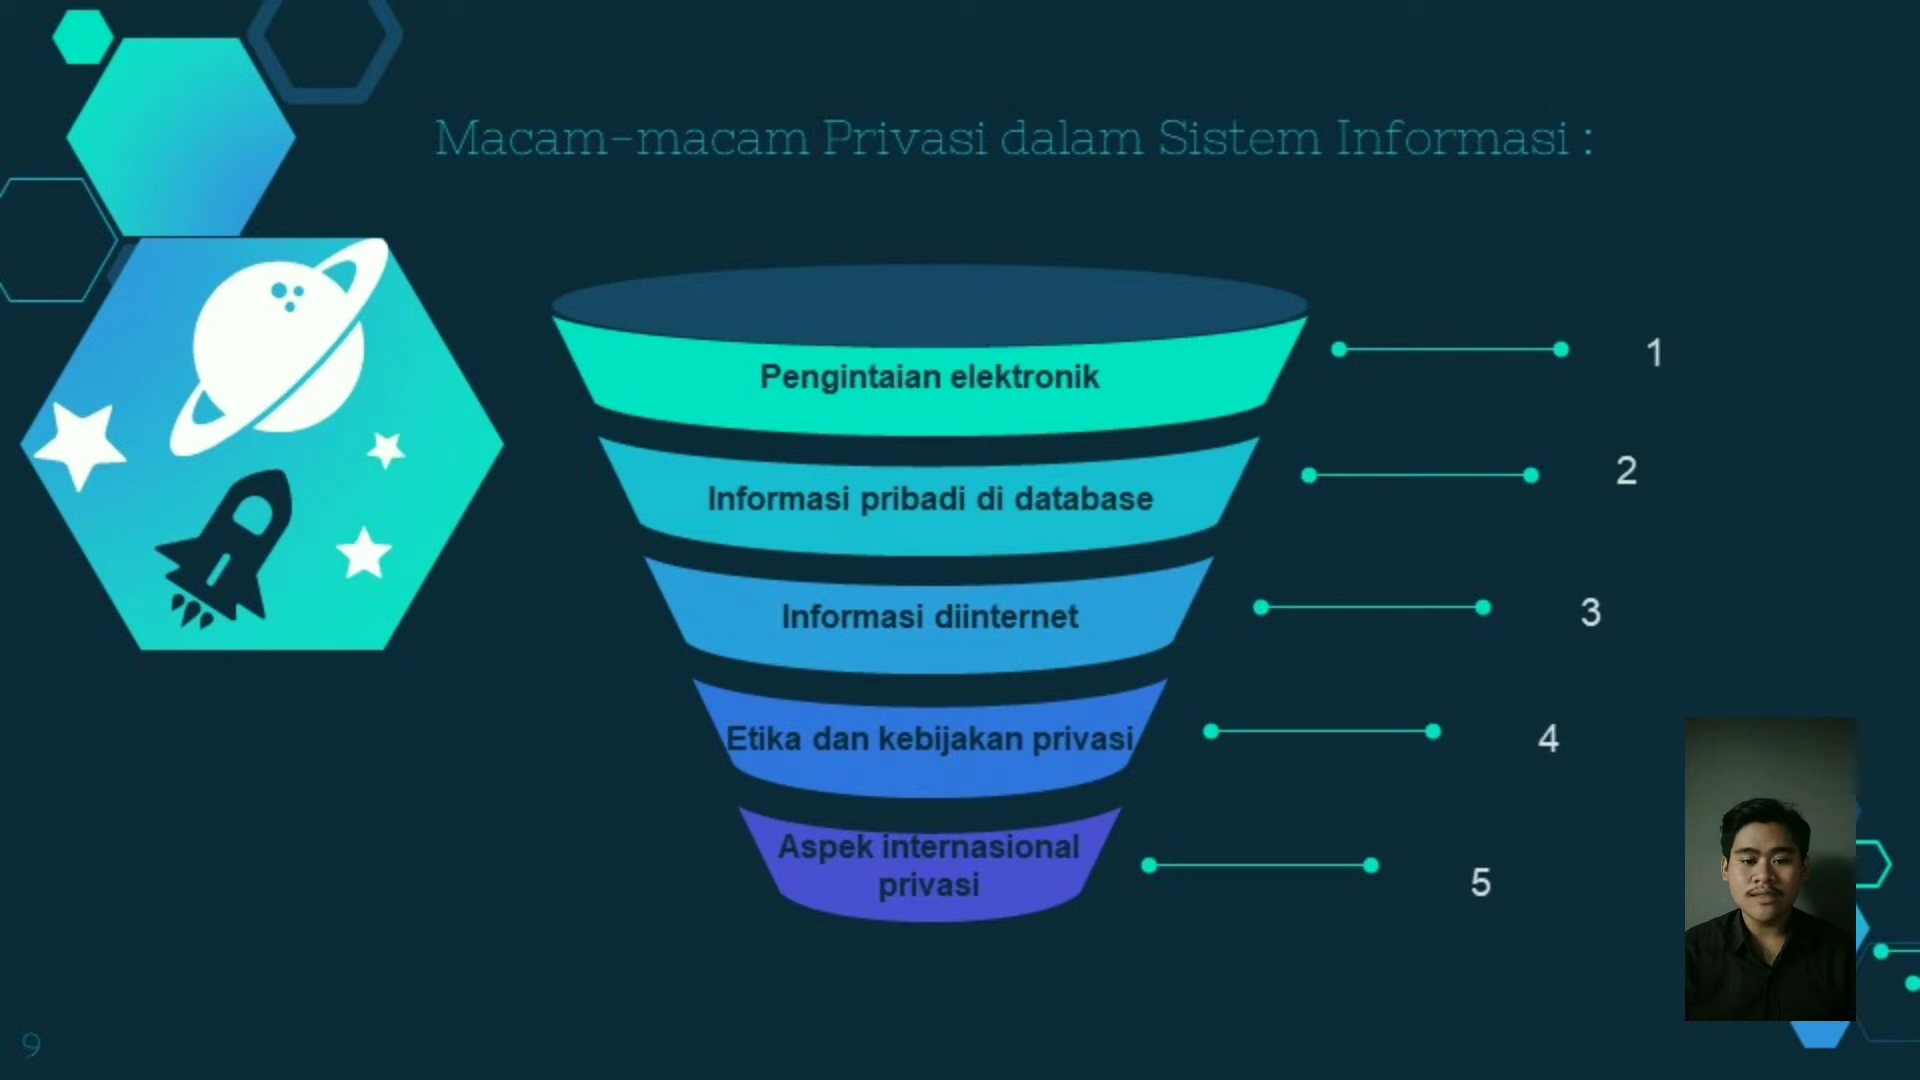 Macam-macam Privasi dalam Sistem Informasi :
Pengintaian elektronik
1
Informasi pribadi di database
2
Informasi diinternet
3
Etika dan kebijakan privasi
4
Aspek internasional
privasi
5
9